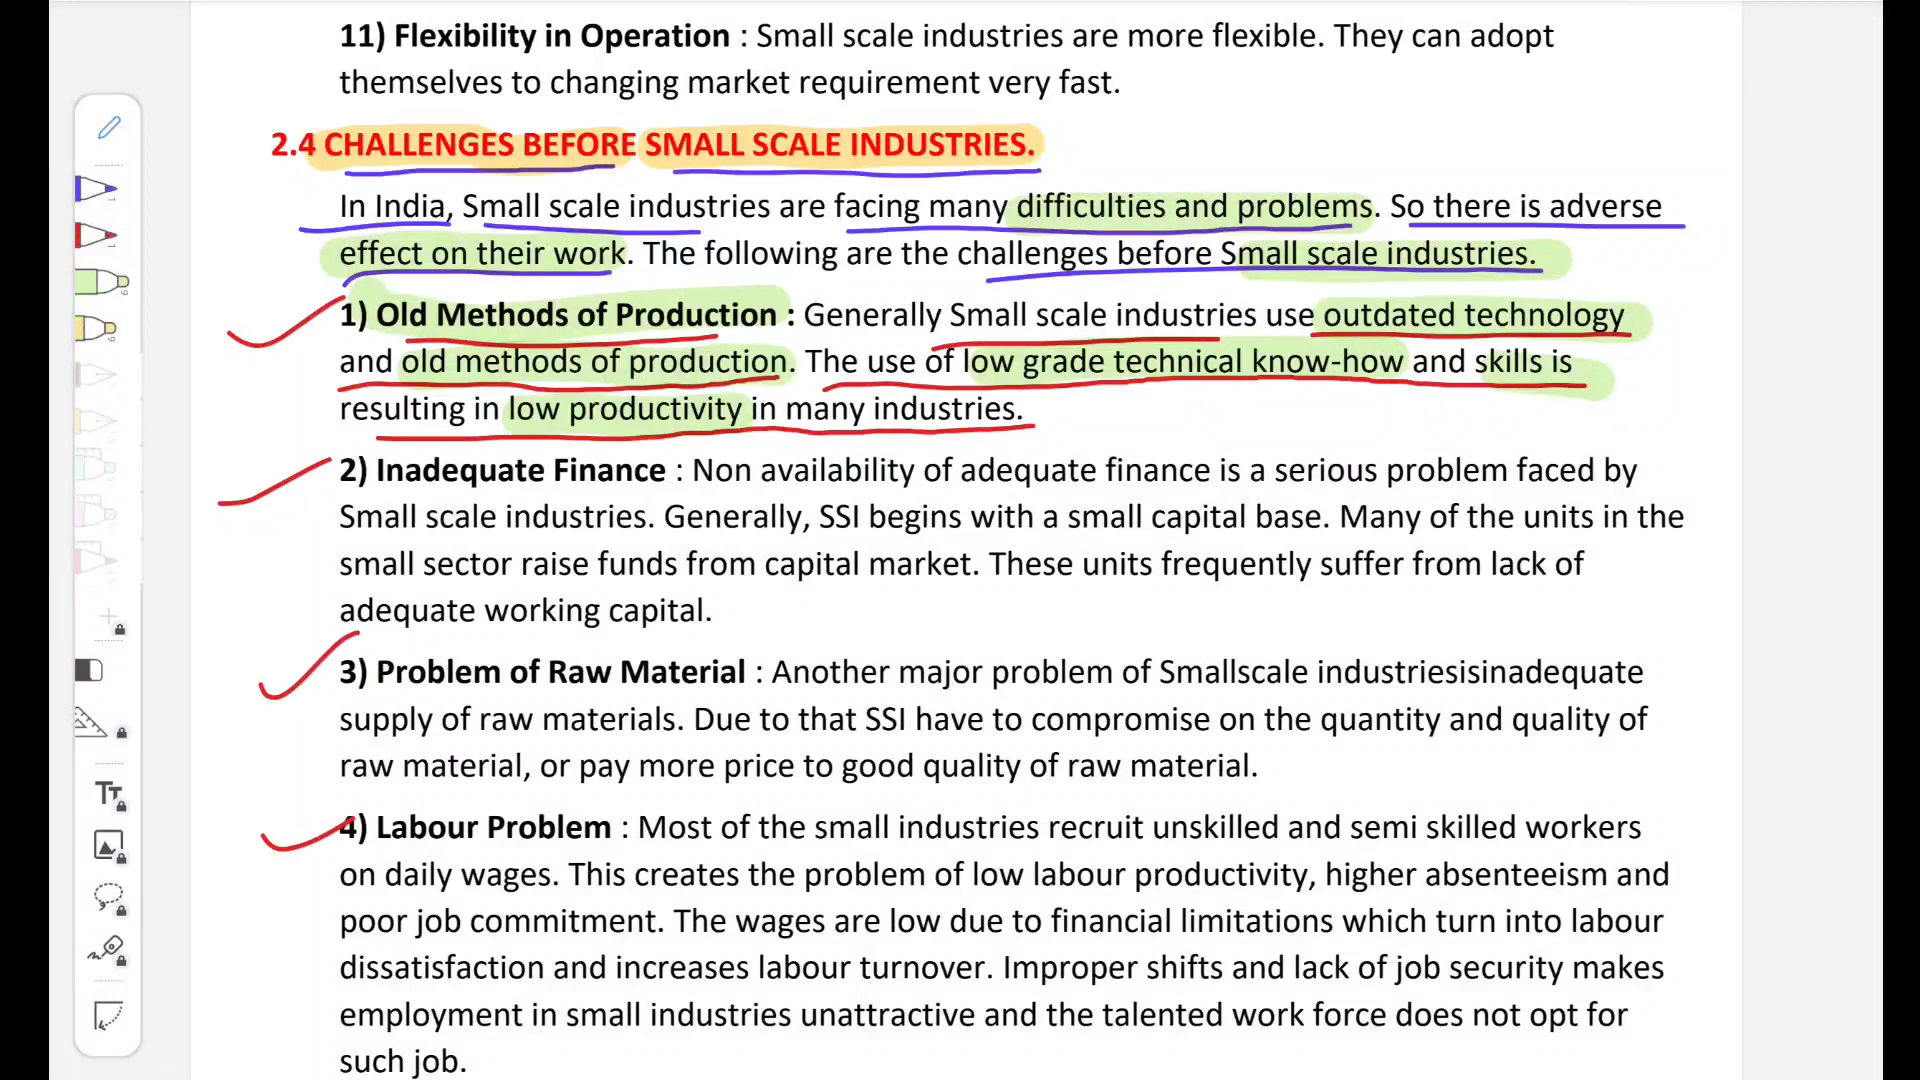 11) Flexibility in Operation : Small scale industries are more flexible. They can adopt
themselves to changing market requirement very fast.
2.4 CHALLENGES BEFORE SMALL SCALE INDUSTRIES.
In India, Small scale industries are facing many difficulties and problems. So there is adverse
effect on their work. The following are the challenges before Small scale industries.
1) Old Methods of Production : Generally Small scale industries use outdated technology
and old methods of production. The use of low grade technical know-how and skills is
resulting in low productivity in many industries.
2) Inadequate Finance : Non availability of adequate finance is a serious problem faced by
Small scale industries. Generally, SSI begins with a small capital base. Many of the units in the
small sector raise funds from capital market. These units frequently suffer from lack of
adequate working capital.
3) Problem of Raw Material : Another major problem of Smallscale industriesisinadequate
supply of raw materials. Due to that SSI have to compromise on the quantity and quality of
raw material, or pay more price to good quality of raw material.
4) Labour Problem : Most of the small industries recruit unskilled and semi skilled workers
on daily wages. This creates the problem of low labour productivity, higher absenteeism and
poor job commitment. The wages are low due to financial limitations which turn into labour
dissatisfaction and increases labour turnover. Improper shifts and lack of job security makes
employment in small industries unattractive and the talented work force does not opt for
such job.